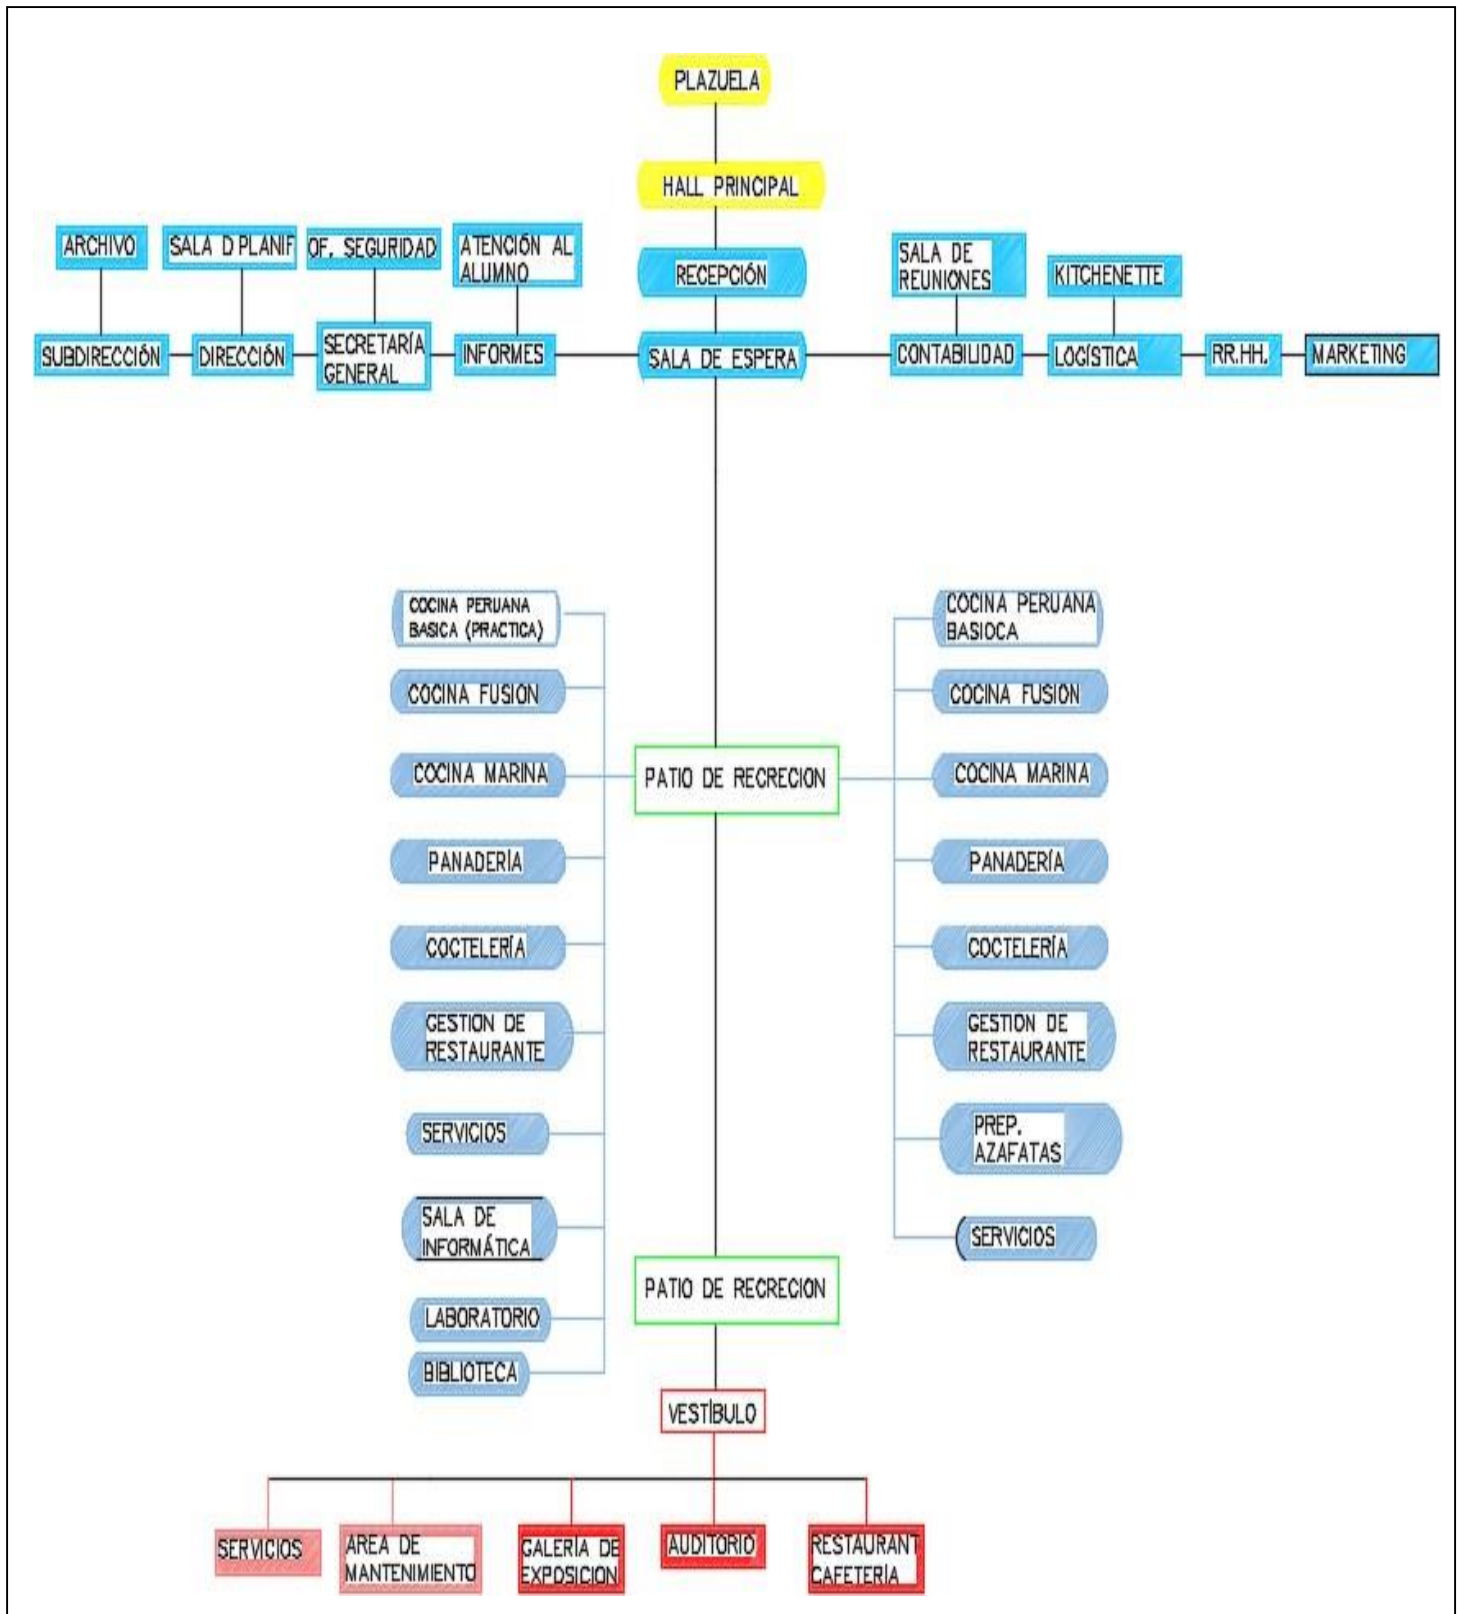 PLAZUELA
HALL PRINCIPAL
RECEPCIÓN
SALA DE ESPERA
ARCHIVO
SALA D PLANIF
OF. SEGURIDAD
ATENCIÓN AL
ALUMNO
SUBDIRECCIÓN
DIRECCIÓN
SECRETARÍA
GENERAL
INFORMES
SALA DE
REUNIONES
KITCHENETTE
CONTABILIDAD
LOGÍSTICA
RR.HH.
MARKETING
COCINA PERUANA
BASICA (PRACTICA)
COCINA FUSION
COCINA MARINA
PANADERÍA
COCTELERÍA
GESTION DE
RESTAURANTE
SERVICIOS
SALA DE
INFORMÁTICA
LABORATORIO
BIBLIOTECA
PATIO DE RECRECION
COCINA PERUANA
BASIOCA
COCINA FUSION
COCINA MARINA
PANADERÍA
COCTELERÍA
GESTION DE
RESTAURANTE
PREP.
AZAFATAS
SERVICIOS
PATIO DE RECRECION
VESTÍBULO
SERVICIOS
AREA DE
MANTENIMIENTO
GALERÍA DE
EXPOSICION
AUDITORIO
RESTAURANT
CAFETERÍA